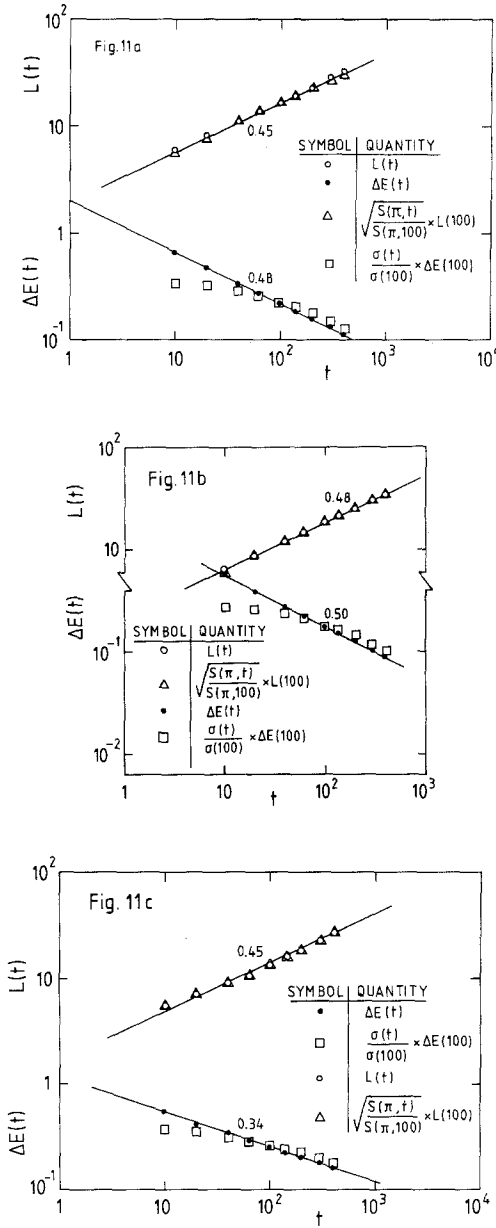 Fig.11a
L(t)
ΔE(t)
10²
10
1
10⁻¹
0.45
0.48
SYMBOL | QUANTITY
○ L(t)
● ΔE(t)
△ √(S(π,t)/S(π,100)) × L(100)
□ σ(t)/σ(100) × ΔE(100)
1 10 10² 10³ 10⁴
t
Fig.11b
L(t)
ΔE(t)
10²
10
10⁻¹
10⁻²
0.48
0.50
SYMBOL | QUANTITY
○ L(t)
△ √(S(π,t)/S(π,100)) × L(100)
● ΔE(t)
□ σ(t)/σ(100) × ΔE(100)
1 10 10² 10³
t
Fig.11c
L(t)
ΔE(t)
10²
10
1
10⁻¹
0.45
0.34
SYMBOL | QUANTITY
● ΔE(t)
□ σ(t)/σ(100) × ΔE(100)
○ L(t)
△ √(S(π,t)/S(π,100)) × L(100)
1 10 10² 10³ 10⁴
t